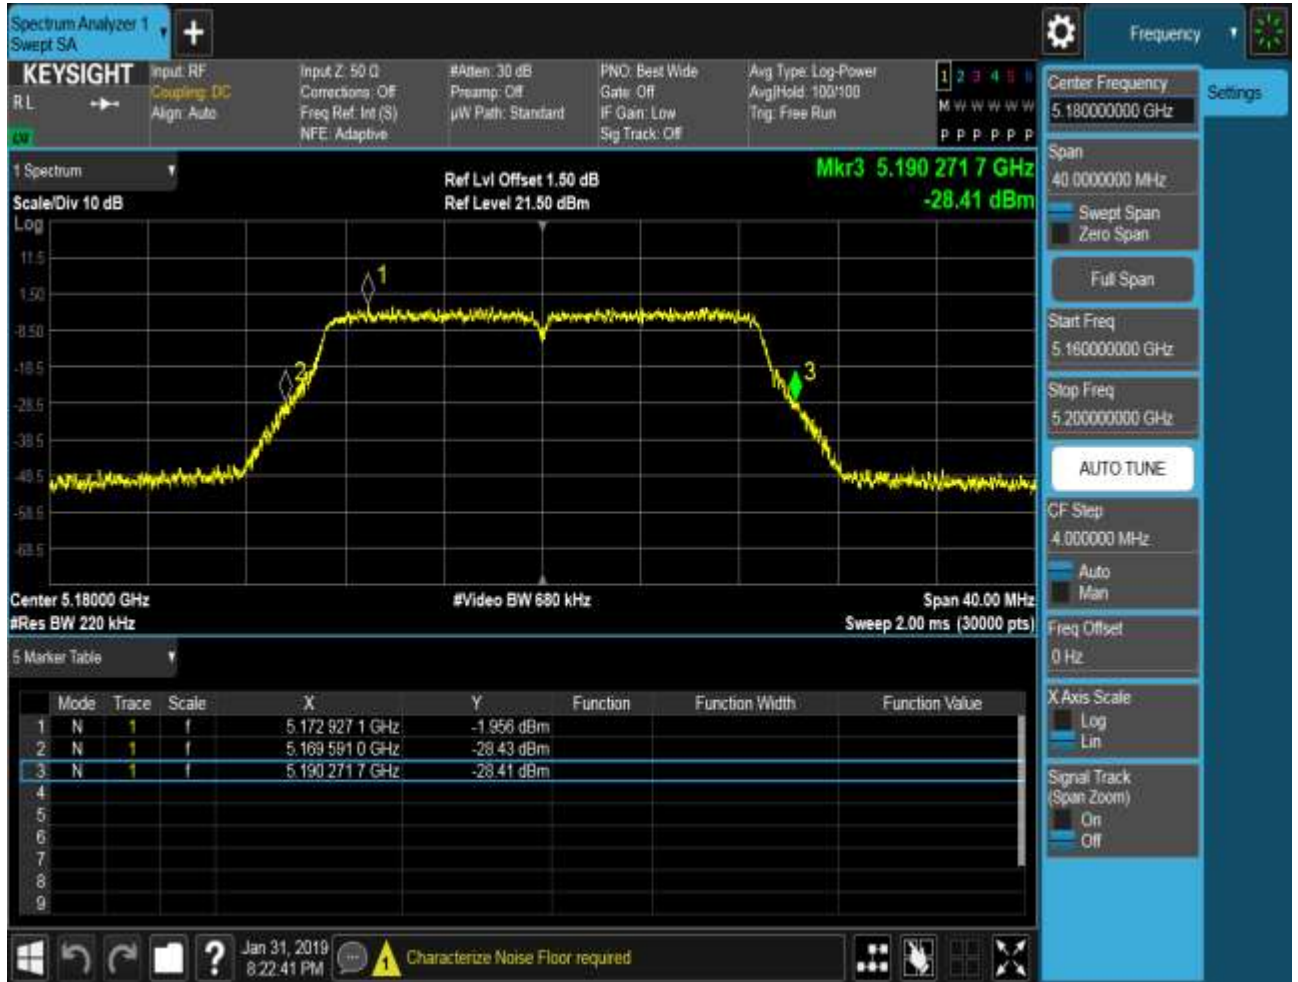 Spectrum Analyzer 1
Swept SA
+
Frequency
KEYSIGHT
RL
Input: RF
Coupling: DC
Align: Auto
Input Z: 50 Ω
Corrections: Off
Freq Ref: Int (S)
NFE: Adaptive
#Atten: 30 dB
Preamp: Off
µW Path: Standard
PNO: Best Wide
Gate: Off
IF Gain: Low
Sig Track: Off
Avg Type: Log-Power
Avg|Hold: 100/100
Trig: Free Run
1 2 3 4 5 6
M W W W W W
P P P P P P
1 Spectrum
Scale/Div 10 dB
Ref Lvl Offset 1.50 dB
Ref Level 21.50 dBm
Mkr3 5.190 271 7 GHz
-28.41 dBm
Log
11.5
1.50
-8.50
-18.5
-28.5
-38.5
-48.5
-58.5
-68.5
1
2
3
Center 5.18000 GHz
#Video BW 680 kHz
Span 40.00 MHz
#Res BW 220 kHz
Sweep 2.00 ms (30000 pts)
5 Marker Table
Mode Trace Scale X Y Function Function Width Function Value
1 N 1 f 5.172 927 1 GHz -1.956 dBm
2 N 1 f 5.169 591 0 GHz -28.43 dBm
3 N 1 f 5.190 271 7 GHz -28.41 dBm
4
5
6
7
8
9
Jan 31, 2019
8:22:41 PM
?
1
Characterize Noise Floor required
Settings
Center Frequency
5.180000000 GHz
Span
40.0000000 MHz
Swept Span
Zero Span
Full Span
Start Freq
5.160000000 GHz
Stop Freq
5.200000000 GHz
AUTO TUNE
CF Step
4.000000 MHz
Auto
Man
Freq Offset
0 Hz
X Axis Scale
Log
Lin
Signal Track
(Span Zoom)
On
Off